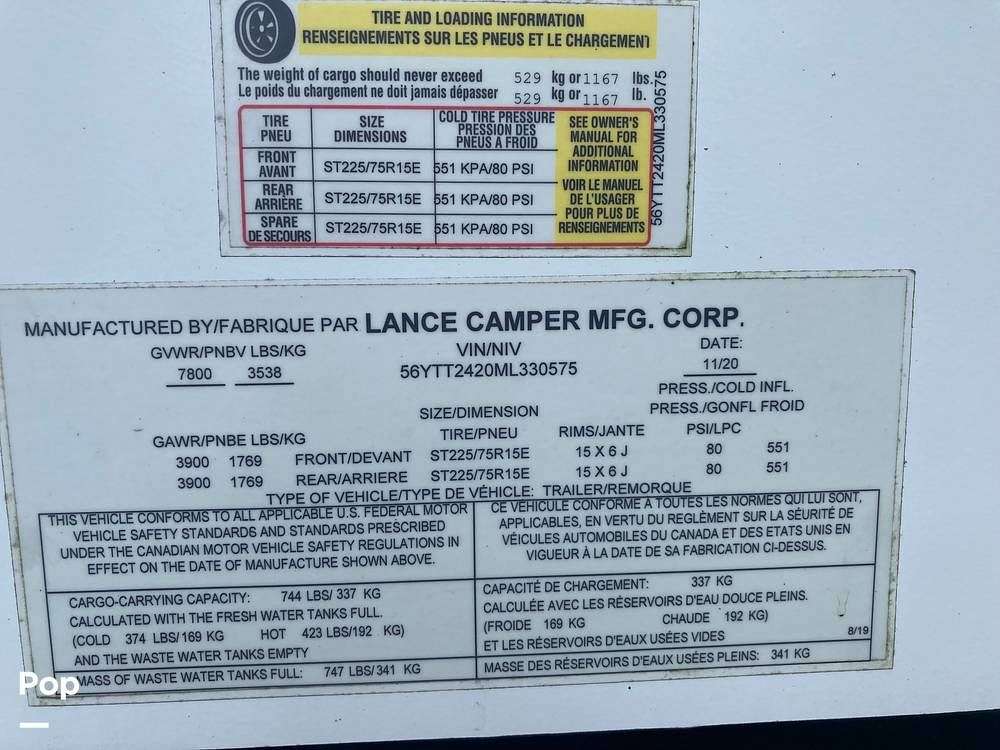 TIRE AND LOADING INFORMATION
RENSEIGNEMENTS SUR LES PNEUS ET LE CHARGEMENT
The weight of cargo should never exceed 529 kg or 1167 lbs.
Le poids du chargement ne doit jamais dépasser 529 kg or 1167 lb.
TIRE PNEU
SIZE DIMENSIONS
COLD TIRE PRESSURE
PRESSION DES
PNEUS A FROID
FRONT AVANT ST225/75R15E 551 KPA/80 PSI
REAR ARRIÈRE ST225/75R15E 551 KPA/80 PSI
SPARE DE SECOURS ST225/75R15E 551 KPA/80 PSI
SEE OWNER'S
MANUAL FOR
ADDITIONAL
INFORMATION
VOIR LE MANUEL
DE L'USAGER
POUR PLUS DE
RENSEIGNEMENTS
56YTT2420ML330575
MANUFACTURED BY/FABRIQUE PAR LANCE CAMPER MFG. CORP.
GVWR/PNBV LBS/KG VIN/NIV DATE:
7800 3538 56YTT2420ML330575 11/20
PRESS./COLD INFL.
SIZE/DIMENSION PRESS./GONFL FROID
GAWR/PNBE LBS/KG TIRE/PNEU RIMS/JANTE PSI/LPC
3900 1769 FRONT/DEVANT ST225/75R15E 15 X 6 J 80 551
3900 1769 REAR/ARRIERE ST225/75R15E 15 X 6 J 80 551
TYPE OF VEHICLE/TYPE DE VÉHICLE: TRAILER/REMORQUE
THIS VEHICLE CONFORMS TO ALL APPLICABLE U.S. FEDERAL MOTOR
VEHICLE SAFETY STANDARDS AND STANDARDS PRESCRIBED
UNDER THE CANADIAN MOTOR VEHICLE SAFETY REGULATIONS IN
EFFECT ON THE DATE OF MANUFACTURE SHOWN ABOVE.
CE VEHICULE CONFORME A TOUTES LES NORMES QUI LUI SONT,
APPLICABLES, EN VERTU DU REGLEMENT SUR LA SÉURITÉ DE
VÉICULES AUTOMOBILES DU CANADA ET DES ETATS UNIS EN
VIGUEUR À LA DATE DE SA FABRICATION CI-DESSUS.
CARGO-CARRYING CAPACITY: 744 LBS/ 337 KG
CALCULATED WITH THE FRESH WATER TANKS FULL.
(COLD 374 LBS/169 KG HOT 423 LBS/192 KG)
AND THE WASTE WATER TANKS EMPTY
MASS OF WASTE WATER TANKS FULL: 747 LBS/ 341 KG
CAPACITÉ DE CHARGEMENT: 337 KG
CALCULÉE AVEC LES RÉSERVOIRS D'EAU DOUCE PLEINS.
(FROIDE 169 KG CHAUDE 192 KG)
ET LES RÉSERVOIRS D'EAUX USÉES VIDES 8/19
MASSE DES RÉSERVOIRS D'EAUX USÉES PLEINS: 341 KG
Pop